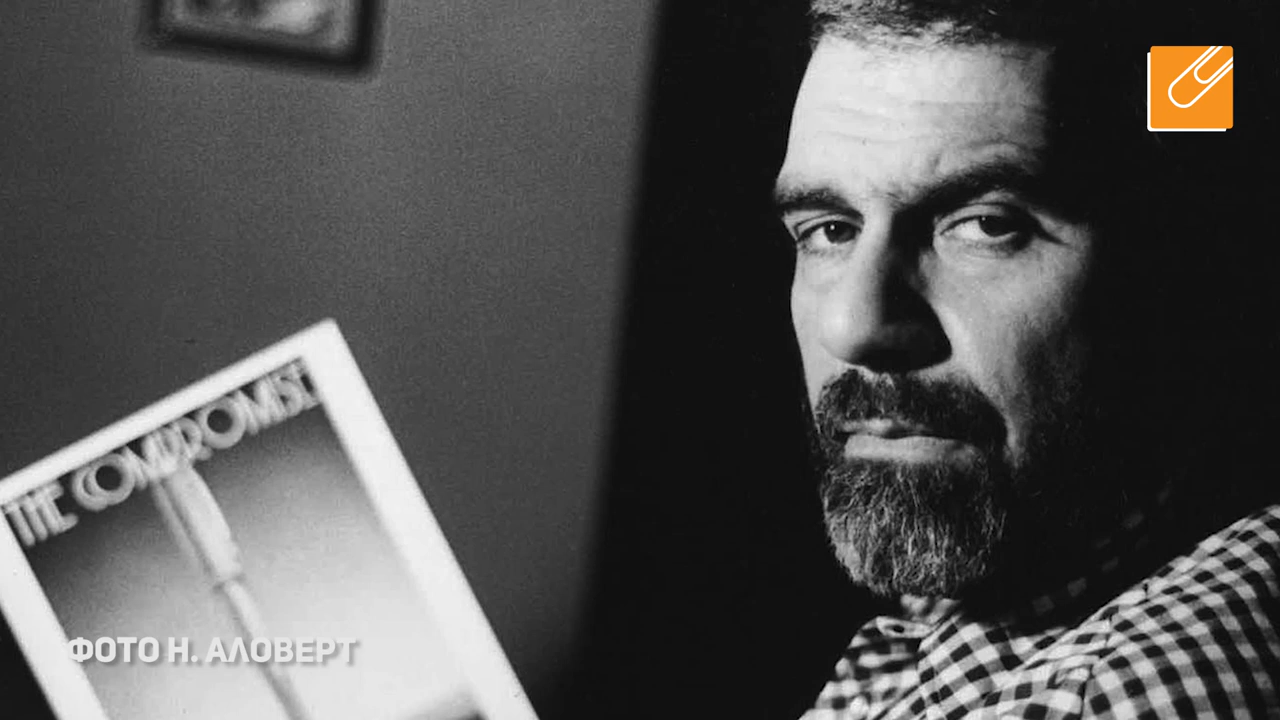 THE COMPROMISE
ФОТО Н. АЛОВЕРТ